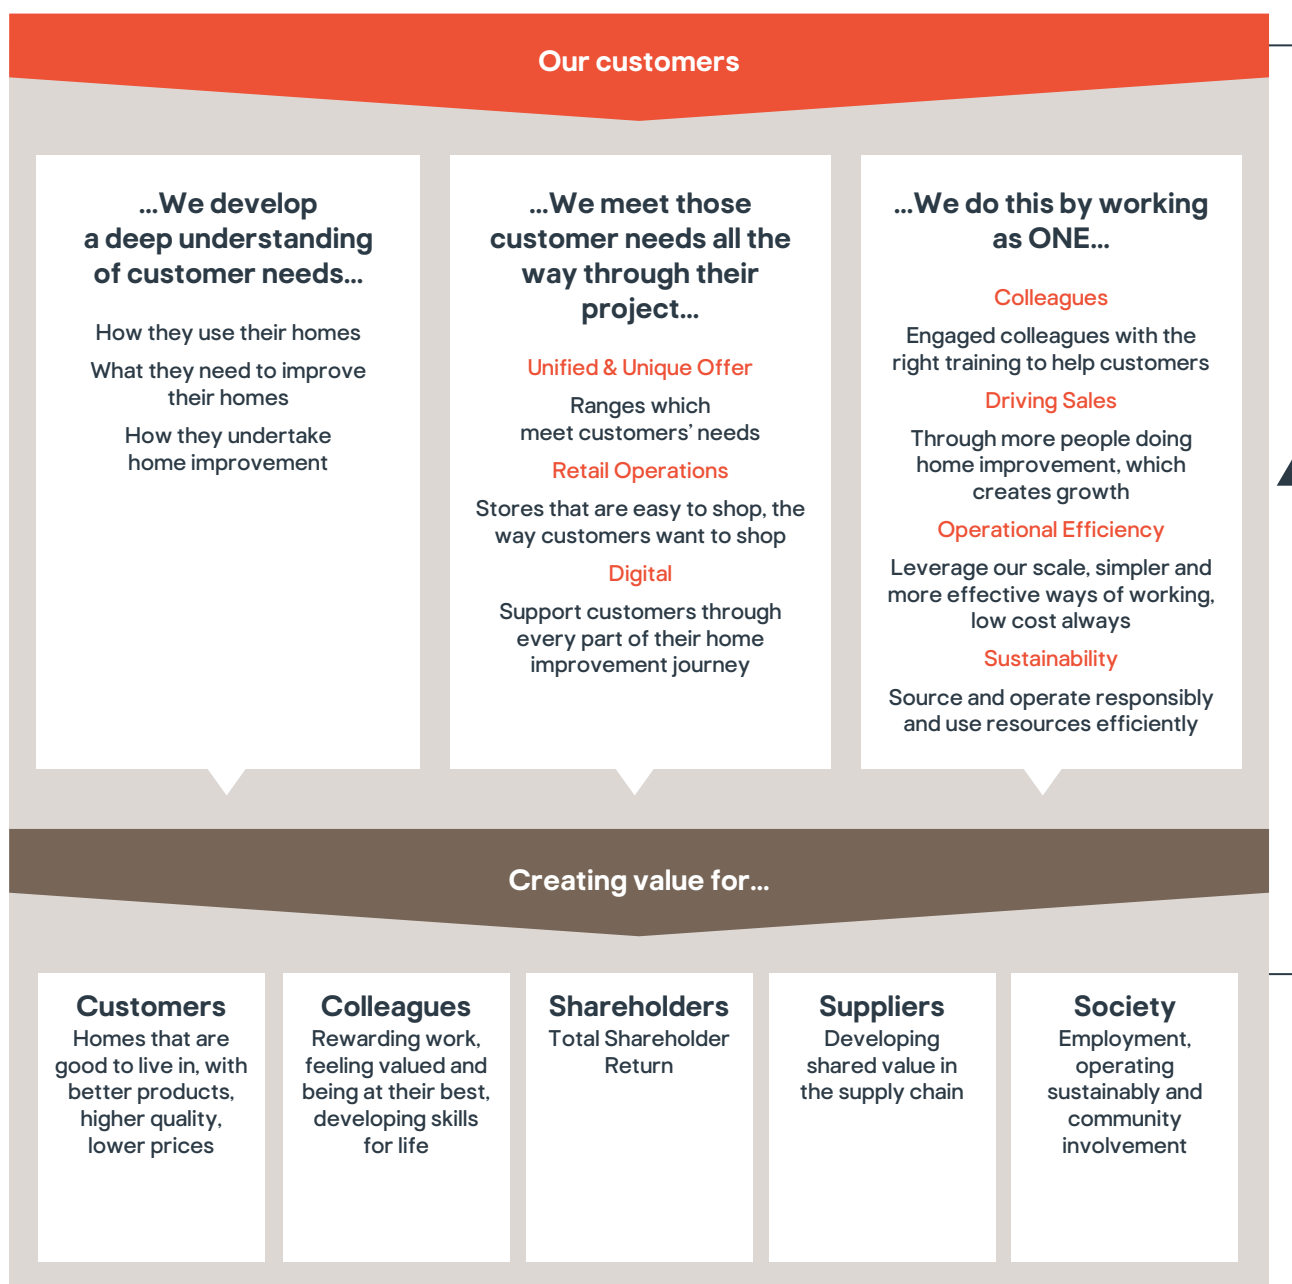 Our customers
...We develop
a deep understanding
of customer needs...
How they use their homes
What they need to improve
their homes
How they undertake
home improvement
...We meet those
customer needs all the
way through their
project...
Unified & Unique Offer
Ranges which
meet customers’ needs
Retail Operations
Stores that are easy to shop, the
way customers want to shop
Digital
Support customers through
every part of their home
improvement journey
...We do this by working
as ONE...
Colleagues
Engaged colleagues with the
right training to help customers
Driving Sales
Through more people doing
home improvement, which
creates growth
Operational Efficiency
Leverage our scale, simpler and
more effective ways of working,
low cost always
Sustainability
Source and operate responsibly
and use resources efficiently
Creating value for...
Customers
Homes that are
good to live in, with
better products,
higher quality,
lower prices
Colleagues
Rewarding work,
feeling valued and
being at their best,
developing skills
for life
Shareholders
Total Shareholder
Return
Suppliers
Developing
shared value in
the supply chain
Society
Employment,
operating
sustainably and
community
involvement